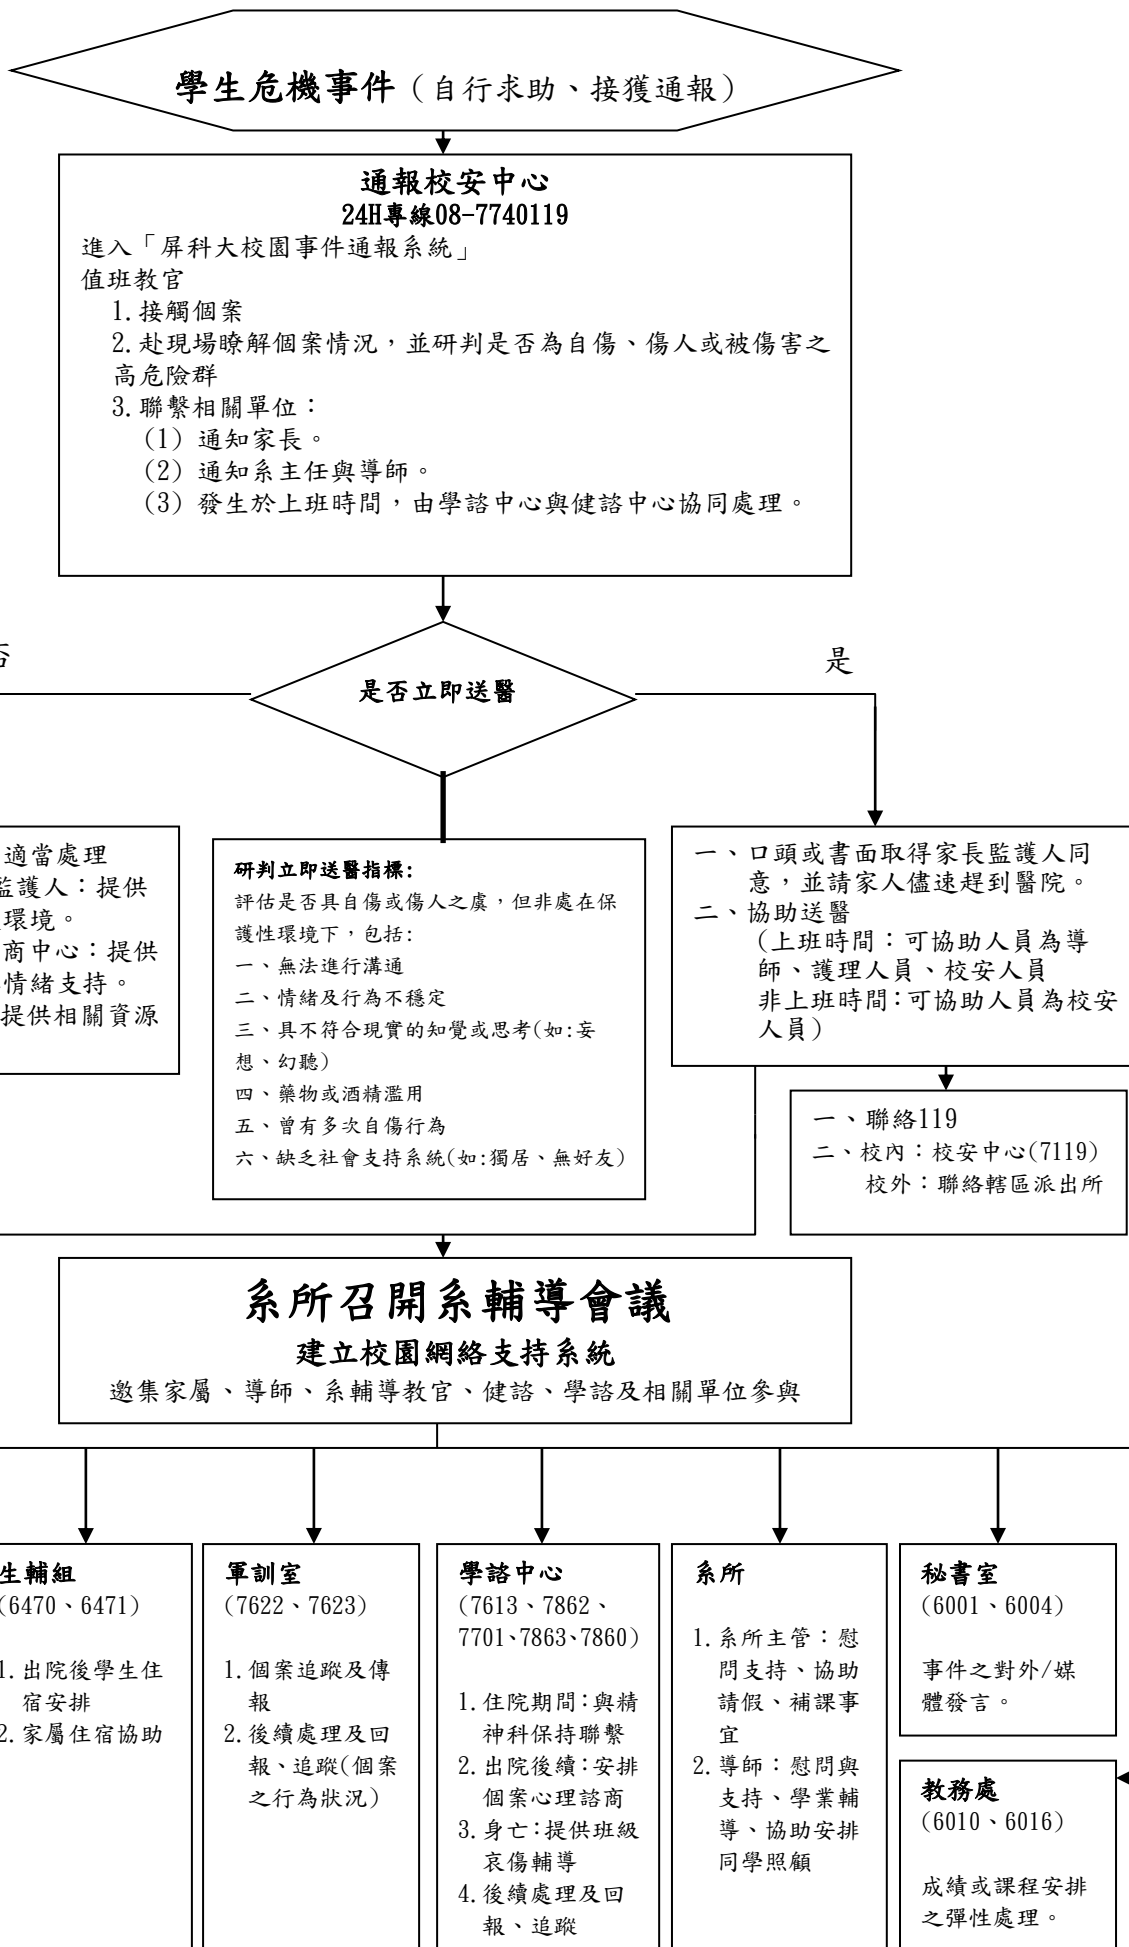 學生危機事件（自行求助、接獲通報）
通報校安中心
24H專線08-7740119
進入「屏科大校園事件通報系統」
值班教官
1.接觸個案
2.赴現場瞭解個案情況，並研判是否為自傷、傷人或被傷害之
高危險群
3.聯繫相關單位：
(1) 通知家長。
(2) 通知系主任與導師。
(3) 發生於上班時間，由學諮中心與健諮中心協同處理。
否
是
是否立即送醫
適當處理
監護人：提供
環境。
商中心：提供
情緒支持。
提供相關資源
研判立即送醫指標:
評估是否具自傷或傷人之虞，但非處在保
護性環境下，包括:
一、無法進行溝通
二、情緒及行為不穩定
三、具不符合現實的知覺或思考(如:妄
想、幻聽)
四、藥物或酒精濫用
五、曾有多次自傷行為
六、缺乏社會支持系統(如:獨居、無好友)
一、口頭或書面取得家長監護人同
意，並請家人儘速趕到醫院。
二、協助送醫
(上班時間：可協助人員為導
師、護理人員、校安人員
非上班時間：可協助人員為校安
人員)
一、聯絡119
二、校內：校安中心(7119)
校外：聯絡轄區派出所
系所召開系輔導會議
建立校園網絡支持系統
邀集家屬、導師、系輔導教官、健諮、學諮及相關單位參與
生輔組
(6470、6471)
1.出院後學生住
宿安排
2.家屬住宿協助
軍訓室
(7622、7623)
1.個案追蹤及傳
報
2.後續處理及回
報、追蹤(個案
之行為狀況)
學諮中心
(7613、7862、
7701、7863、7860)
1.住院期間：與精
神科保持聯繫
2.出院後續：安排
個案心理諮商
3.身亡：提供班級
哀傷輔導
4.後續處理及回
報、追蹤
系所
1.系所主管：慰
問支持、協助
請假、補課事
宜
2.導師：慰問與
支持、學業輔
導、協助安排
同學照顧
秘書室
(6001、6004)
事件之對外/媒
體發言。
教務處
(6010、6016)
成績或課程安排
之彈性處理。